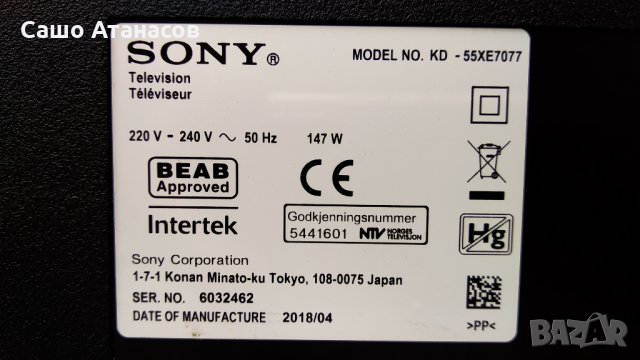 Сашо Атанасов
SONY®
MODEL NO. KD - 55XE7077
Television
Téléviseur
220 V - 240 V ~ 50 Hz 147 W
BEAB
Approved
CE
Intertek
Godkjenningsnummer
5441601 NTV NORGES TELEVISJON
Hg
Sony Corporation
1-7-1 Konan Minato-ku Tokyo, 108-0075 Japan
SER. NO. 6032462
DATE OF MANUFACTURE 2018/04
>PP<
BAZAR